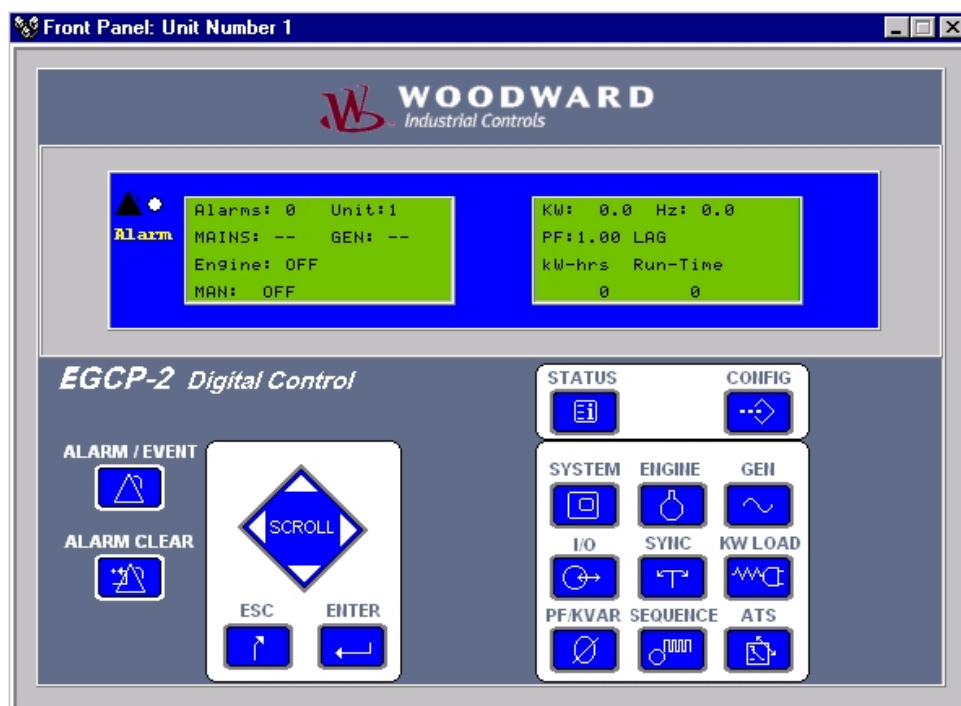 Front Panel: Unit Number 1
WOODWARD
Industrial Controls
Alarm
Alarms: 0 Unit:1
MAINS: -- GEN: --
Engine: OFF
MAN: OFF
KW: 0.0 Hz: 0.0
PF:1.00 LAG
kW-hrs Run-Time
0 0
EGCP-2 Digital Control
STATUS CONFIG
ALARM / EVENT
ALARM CLEAR
SCROLL
ESC ENTER
SYSTEM ENGINE GEN
I/O SYNC KW LOAD
PF/KVAR SEQUENCE ATS